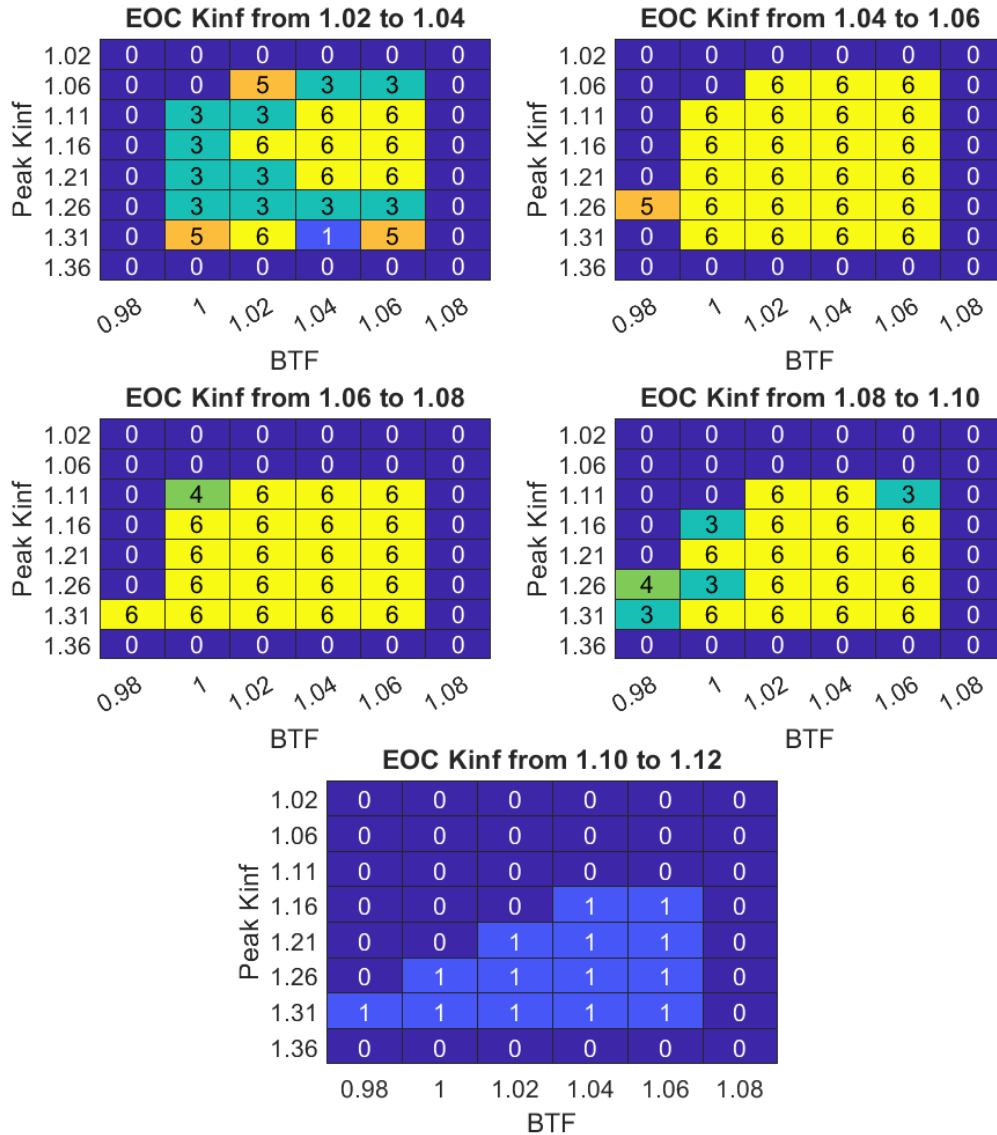 EOC Kinf from 1.02 to 1.04
Peak Kinf
1.02 0 0 0 0 0 0
1.06 0 0 5 3 3 0
1.11 0 3 3 6 6 0
1.16 0 3 6 6 6 0
1.21 0 3 3 6 6 0
1.26 0 3 3 3 3 0
1.31 0 5 6 1 5 0
1.36 0 0 0 0 0 0
0.98 1 1.02 1.04 1.06 1.08
BTF
EOC Kinf from 1.04 to 1.06
Peak Kinf
1.02 0 0 0 0 0 0
1.06 0 0 6 6 6 0
1.11 0 6 6 6 6 0
1.16 0 6 6 6 6 0
1.21 0 6 6 6 6 0
1.26 5 6 6 6 6 0
1.31 0 6 6 6 6 0
1.36 0 0 0 0 0 0
0.98 1 1.02 1.04 1.06 1.08
BTF
EOC Kinf from 1.06 to 1.08
Peak Kinf
1.02 0 0 0 0 0 0
1.06 0 0 0 0 0 0
1.11 0 4 6 6 6 0
1.16 0 6 6 6 6 0
1.21 0 6 6 6 6 0
1.26 0 6 6 6 6 0
1.31 6 6 6 6 6 0
1.36 0 0 0 0 0 0
0.98 1 1.02 1.04 1.06 1.08
BTF
EOC Kinf from 1.08 to 1.10
Peak Kinf
1.02 0 0 0 0 0 0
1.06 0 0 0 0 0 0
1.11 0 0 6 6 3 0
1.16 0 3 6 6 6 0
1.21 0 6 6 6 6 0
1.26 4 3 6 6 6 0
1.31 3 6 6 6 6 0
1.36 0 0 0 0 0 0
0.98 1 1.02 1.04 1.06 1.08
BTF
EOC Kinf from 1.10 to 1.12
Peak Kinf
1.02 0 0 0 0 0 0
1.06 0 0 0 0 0 0
1.11 0 0 0 0 0 0
1.16 0 0 0 1 1 0
1.21 0 0 1 1 1 0
1.26 0 1 1 1 1 0
1.31 1 1 1 1 1 0
1.36 0 0 0 0 0 0
0.98 1 1.02 1.04 1.06 1.08
BTF